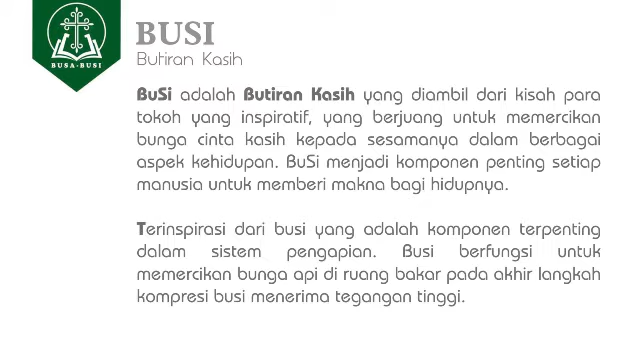 BUSA-BUSI
BUSI
Butiran Kasih
BuSi adalah Butiran Kasih yang diambil dari kisah para
tokoh yang inspiratif, yang berjuang untuk memercikan
bunga cinta kasih kepada sesamanya dalam berbagai
aspek kehidupan. BuSi menjadi komponen penting setiap
manusia untuk memberi makna bagi hidupnya.
Terinspirasi dari busi yang adalah komponen terpenting
dalam sistem pengapian. Busi berfungsi untuk
memercikan bunga api di ruang bakar pada akhir langkah
kompresi busi menerima tegangan tinggi.